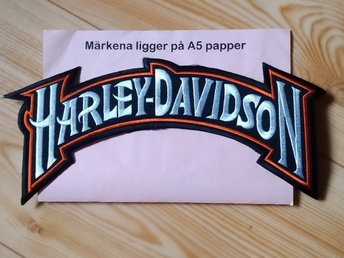 Märkena ligger på A5 papper
HARLEY-DAVIDSON